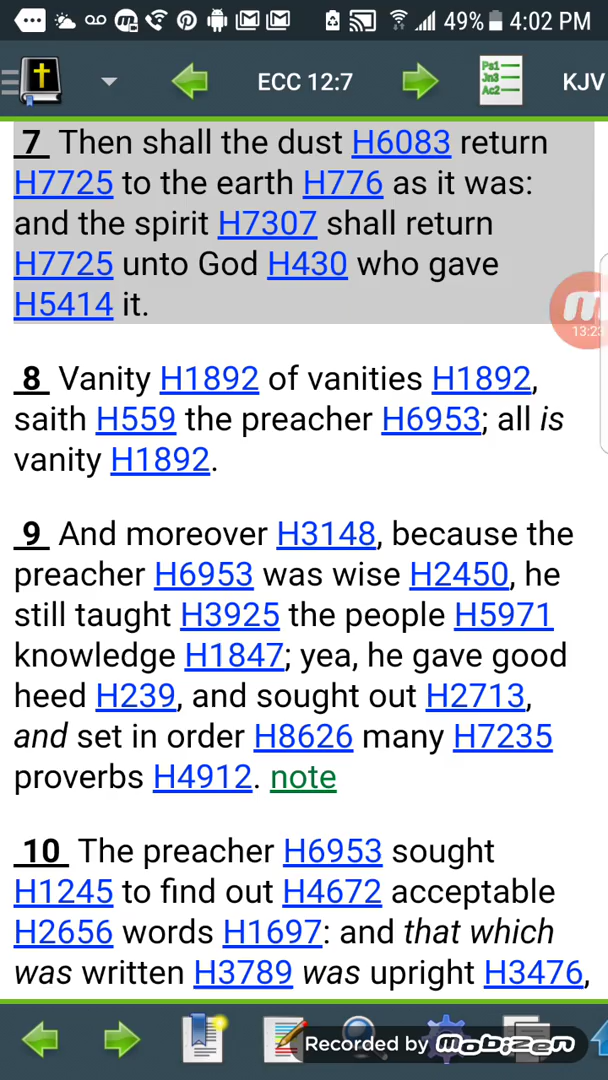 49% 4:02 PM
ECC 12:7
Ps1
Jn3
Ac2
KJV
7 Then shall the dust H6083 return
H7725 to the earth H776 as it was:
and the spirit H7307 shall return
H7725 unto God H430 who gave
H5414 it.
13:23
8 Vanity H1892 of vanities H1892,
saith H559 the preacher H6953; all is
vanity H1892.
9 And moreover H3148, because the
preacher H6953 was wise H2450, he
still taught H3925 the people H5971
knowledge H1847; yea, he gave good
heed H239, and sought out H2713,
and set in order H8626 many H7235
proverbs H4912. note
10 The preacher H6953 sought
H1245 to find out H4672 acceptable
H2656 words H1697: and that which
was written H3789 was upright H3476,
Recorded by mobizen